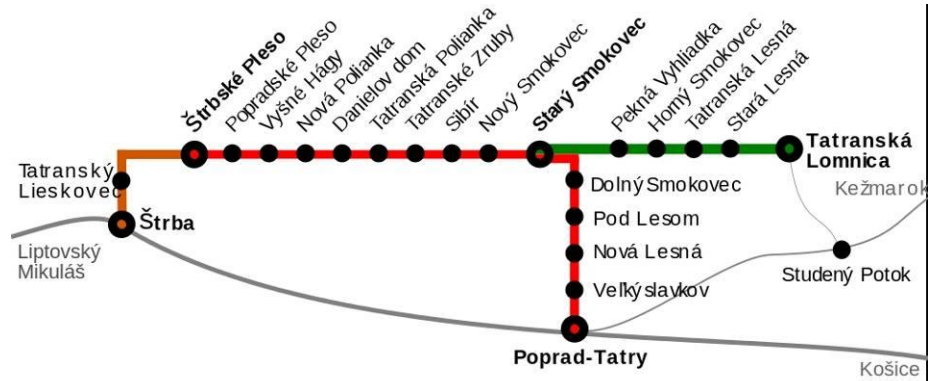 Štrbské Pleso
Popradské Pleso
Vyšné Hágy
Nová Polianka
Danielov dom
Tatranská Polianka
Tatranské Zruby
Sibír
Nový Smokovec
Starý Smokovec
Pekná Vyhliadka
Horný Smokovec
Tatranská Lesná
Stará Lesná
Tatranská
Lomnica
Tatranský
Lieskovec
Štrba
Liptovský
Mikuláš
Dolný Smokovec
Pod Lesom
Nová Lesná
Veľkýslavkov
Poprad-Tatry
Kežmarok
Studený Potok
Košice